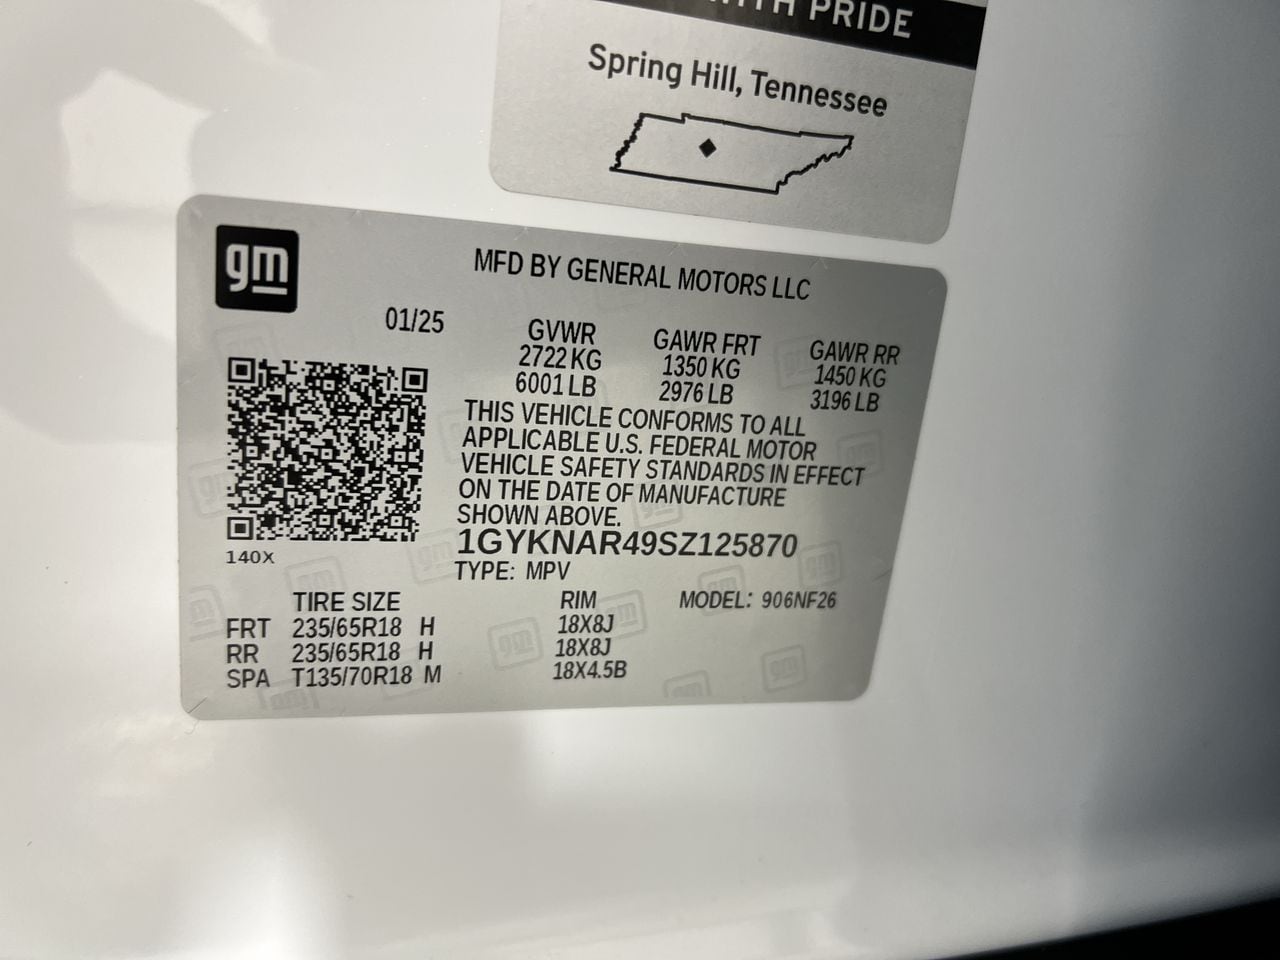 WITH PRIDE
Spring Hill, Tennessee
gm
MFD BY GENERAL MOTORS LLC
01/25
GVWR GAWR FRT GAWR RR
2722 KG 1350 KG 1450 KG
6001 LB 2976 LB 3196 LB
THIS VEHICLE CONFORMS TO ALL
APPLICABLE U.S. FEDERAL MOTOR
VEHICLE SAFETY STANDARDS IN EFFECT
ON THE DATE OF MANUFACTURE
SHOWN ABOVE.
1GYKNAR49SZ125870
140X
TYPE: MPV
TIRE SIZE RIM MODEL: 906NF26
FRT 235/65R18 H 18X8J
RR 235/65R18 H 18X8J
SPA T135/70R18 M 18X4.5B